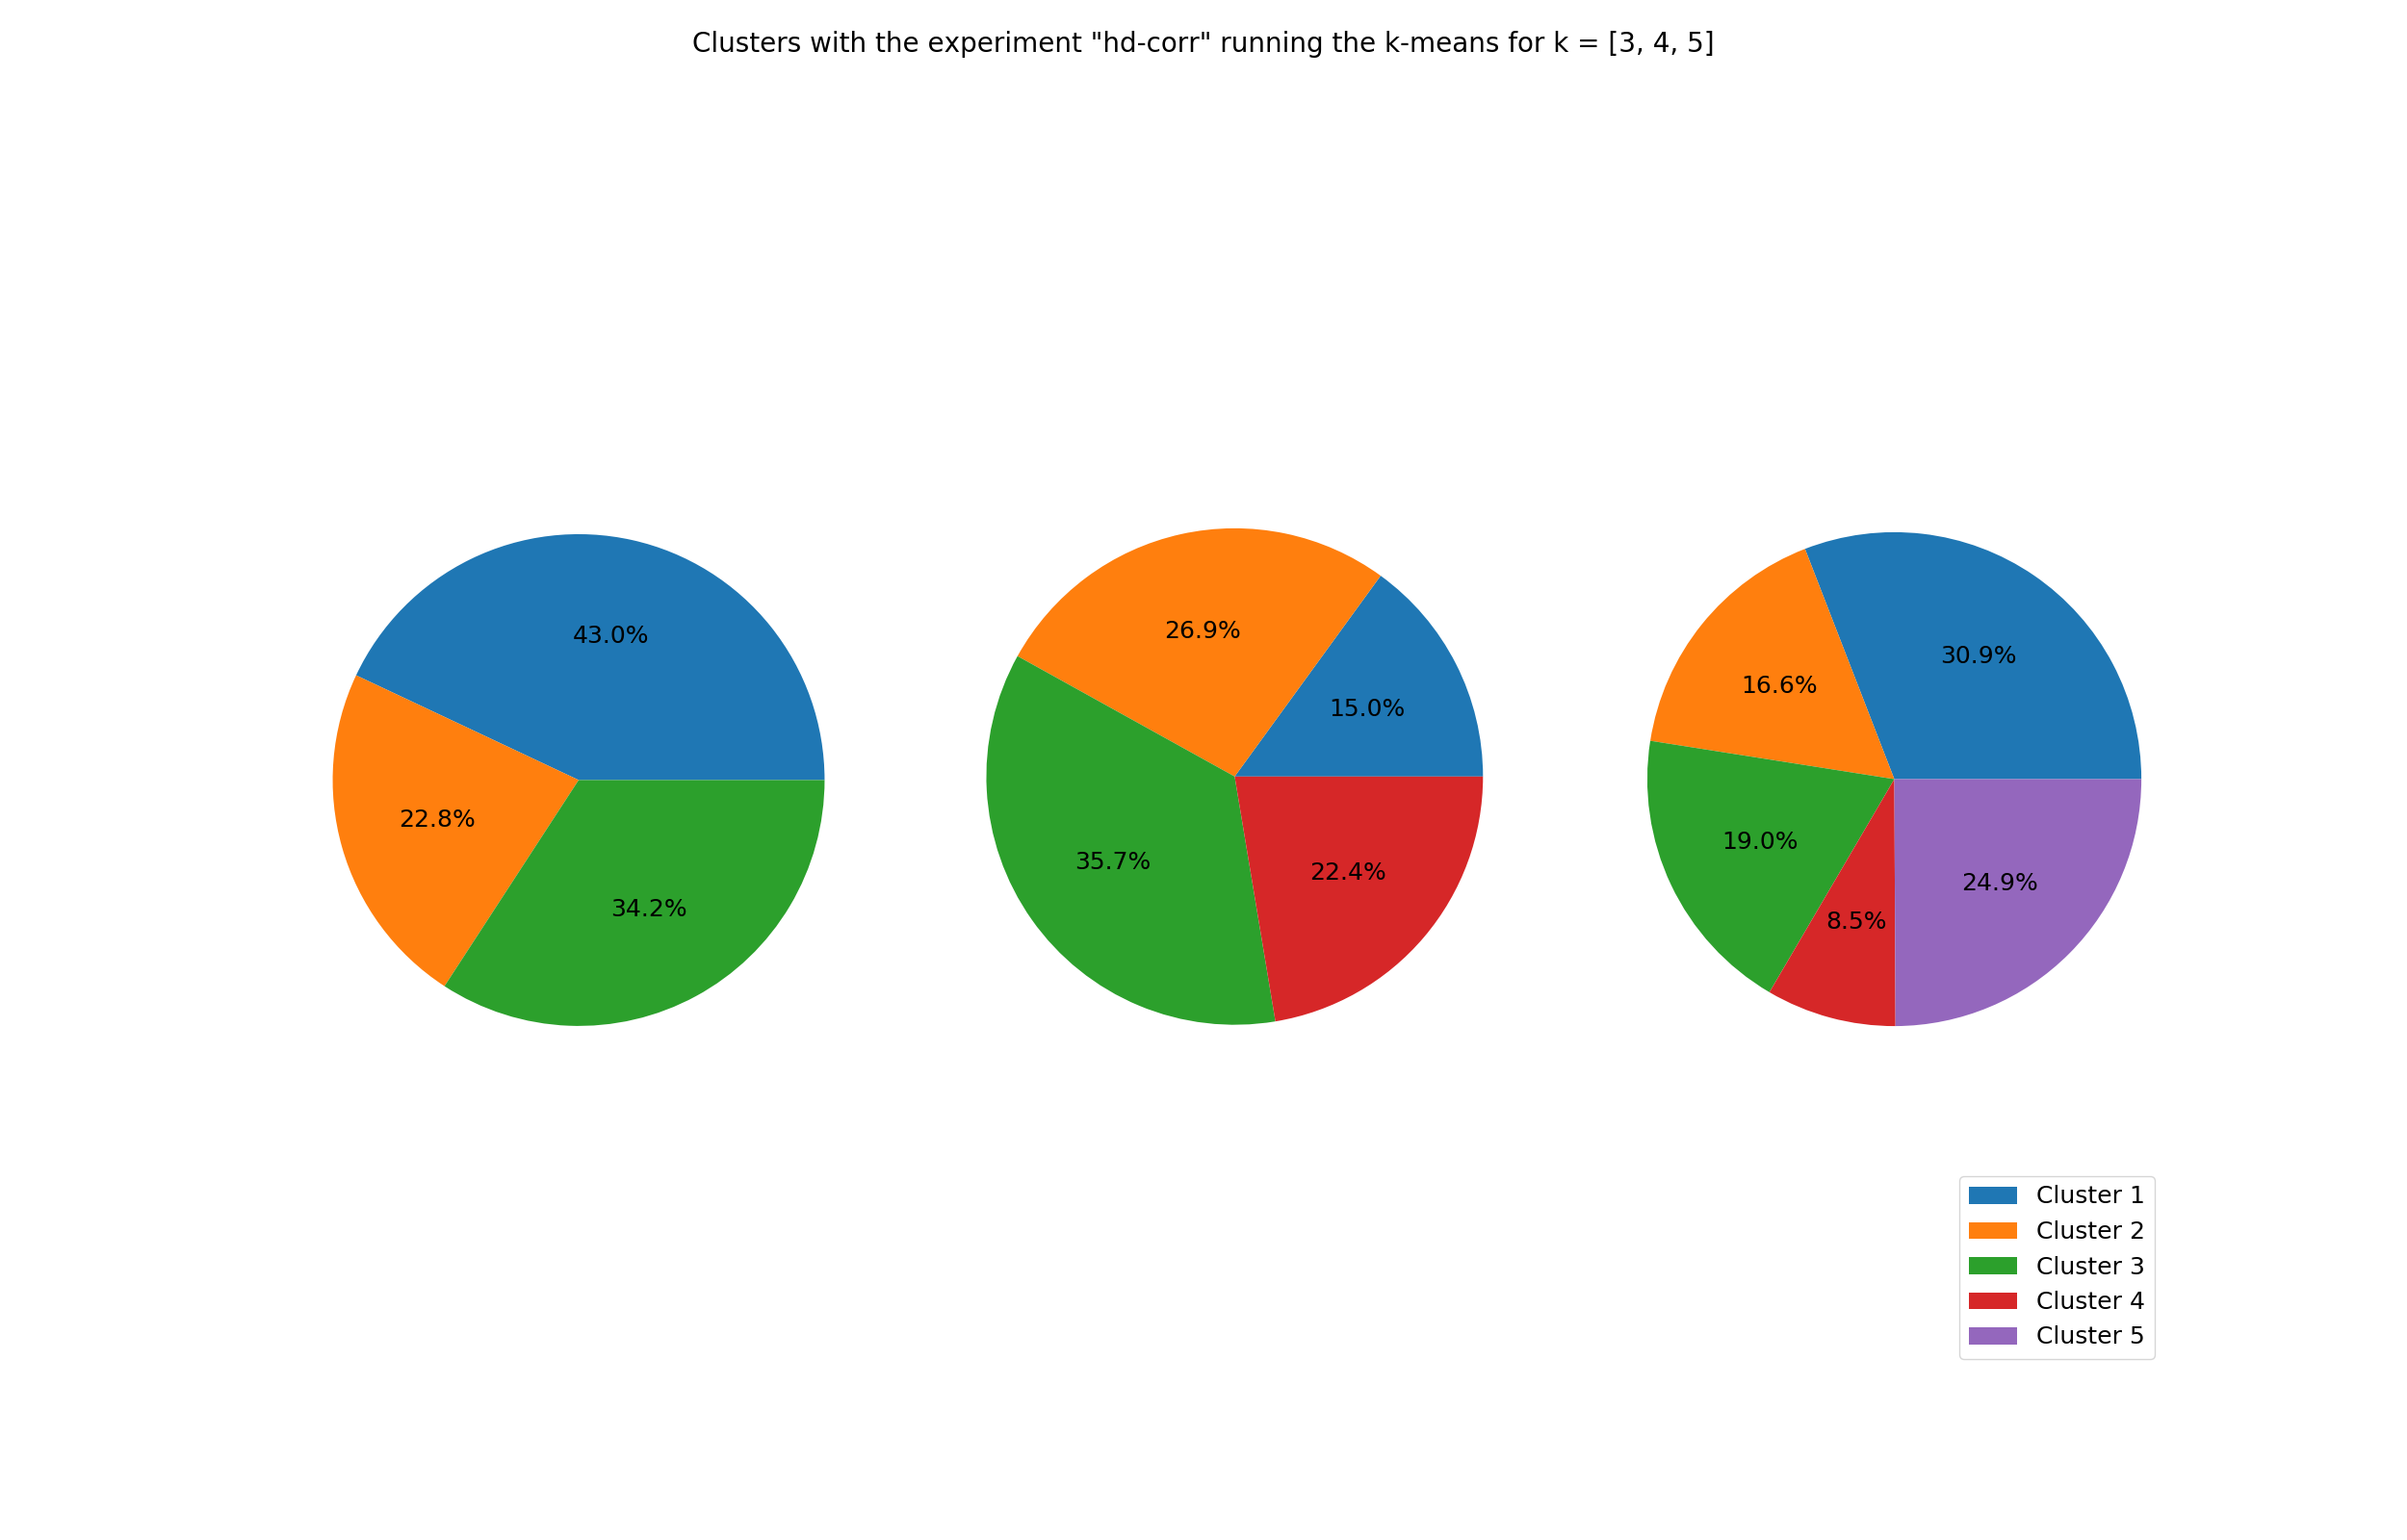 Clusters with the experiment "hd-corr" running the k-means for k = [3, 4, 5]
43.0%
22.8%
34.2%
26.9%
15.0%
35.7%
22.4%
30.9%
16.6%
19.0%
8.5%
24.9%
Cluster 1
Cluster 2
Cluster 3
Cluster 4
Cluster 5